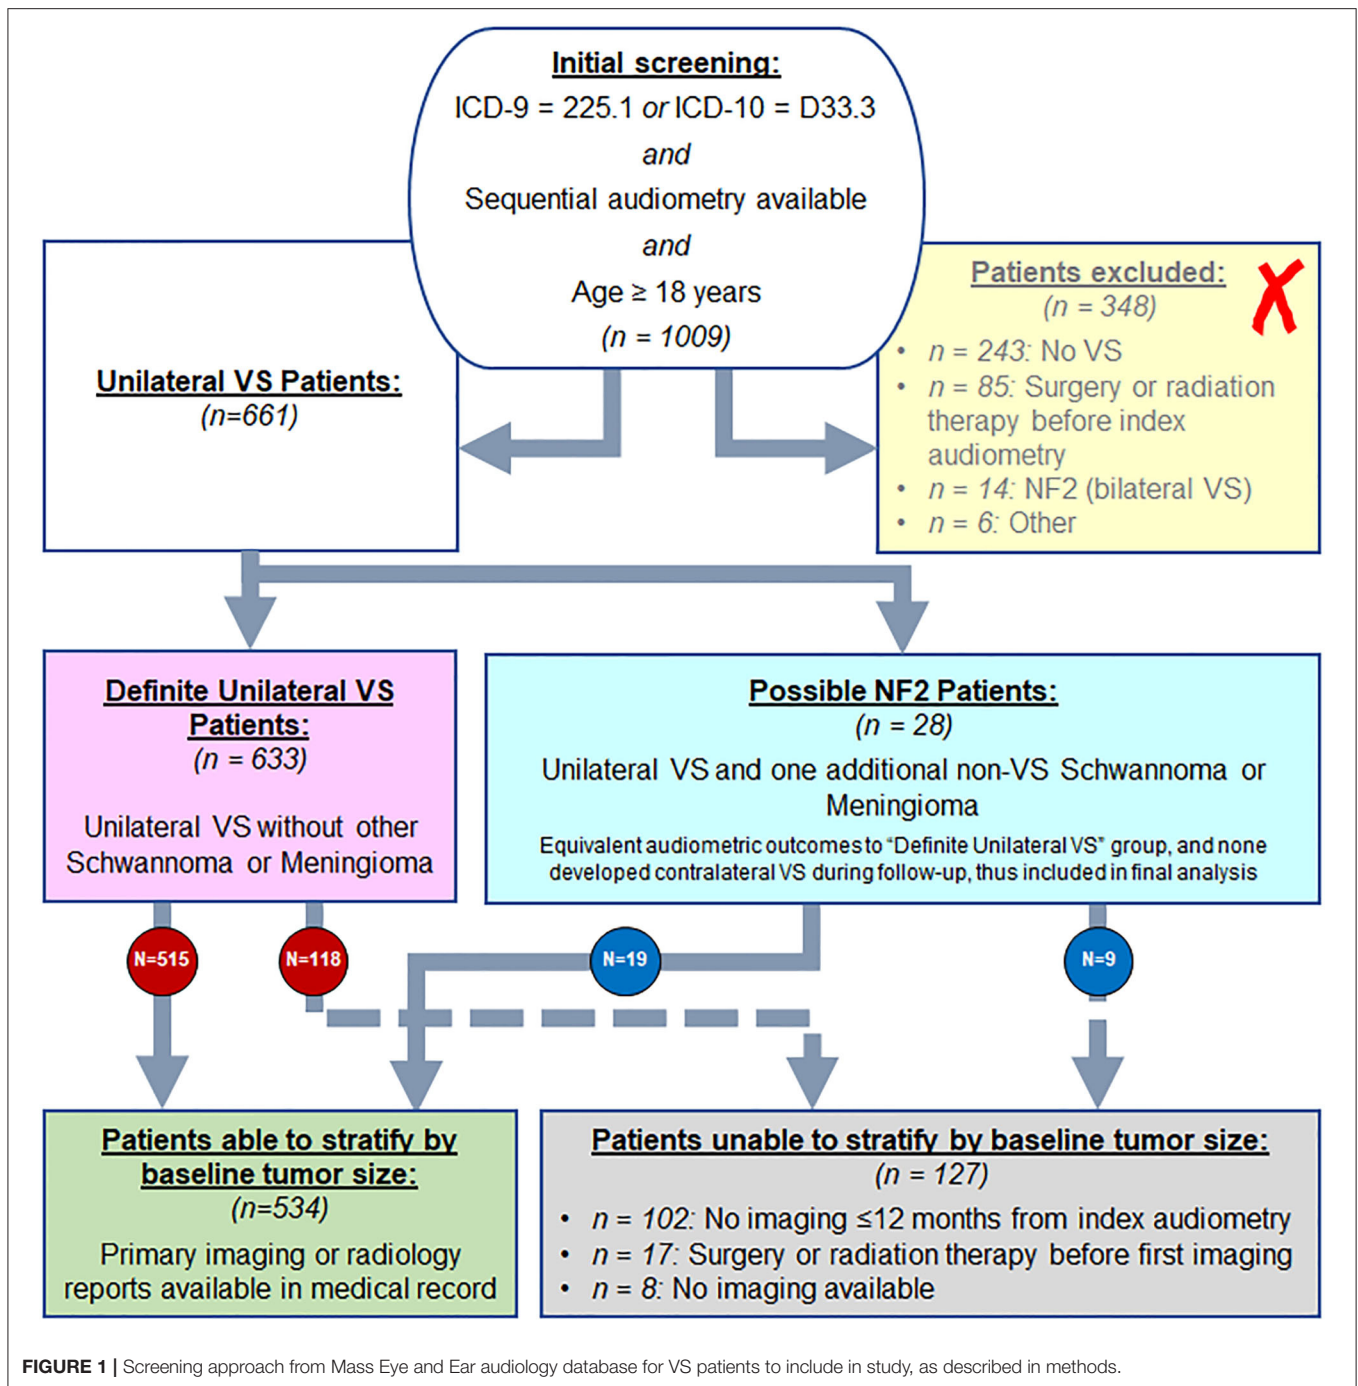 Initial screening:
ICD-9 = 225.1 or ICD-10 = D33.3
and
Sequential audiometry available
and
Age ≥ 18 years
(n = 1009)
Unilateral VS Patients:
(n=661)
Patients excluded:
(n = 348)
• n = 243: No VS
• n = 85: Surgery or radiation
therapy before index
audiometry
• n = 14: NF2 (bilateral VS)
• n = 6: Other
Definite Unilateral VS
Patients:
(n = 633)
Unilateral VS without other
Schwannoma or Meningioma
Possible NF2 Patients:
(n = 28)
Unilateral VS and one additional non-VS Schwannoma or
Meningioma
Equivalent audiometric outcomes to “Definite Unilateral VS” group, and none
developed contralateral VS during follow-up, thus included in final analysis
N=515
N=118
N=19
N=9
Patients able to stratify by
baseline tumor size:
(n=534)
Primary imaging or radiology
reports available in medical record
Patients unable to stratify by baseline tumor size:
(n = 127)
• n = 102: No imaging ≤12 months from index audiometry
• n = 17: Surgery or radiation therapy before first imaging
• n = 8: No imaging available
FIGURE 1 | Screening approach from Mass Eye and Ear audiology database for VS patients to include in study, as described in methods.